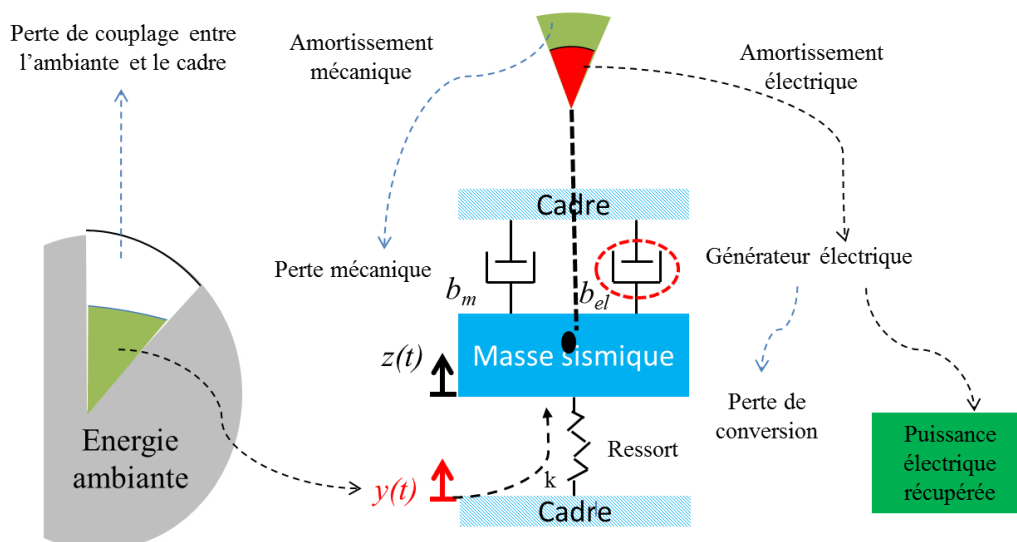 Perte de couplage entre
l'ambiante et le cadre
Amortissement
mécanique
Amortissement
électrique
Cadre
Perte mécanique
Générateur électrique
b_m
b_el
z(t)
Masse sismique
Energie
ambiante
Ressort
Perte de
conversion
Puissance
électrique
récupérée
y(t)
k
Cadre